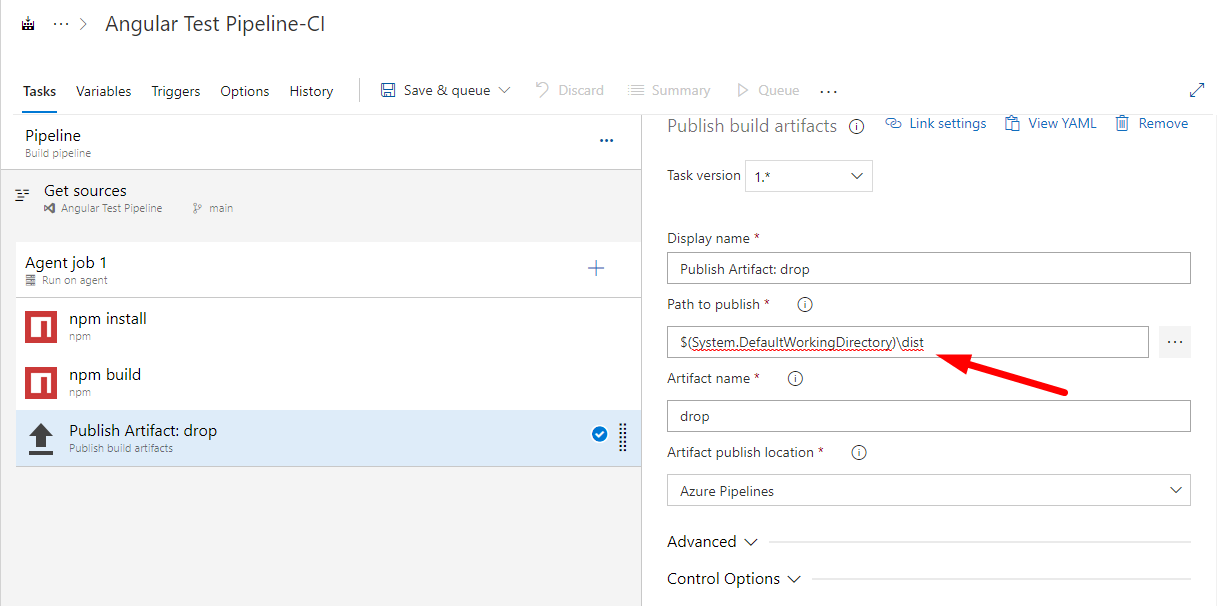 Angular Test Pipeline-CI
Tasks Variables Triggers Options History Save & queue Discard Summary Queue
Pipeline
Build pipeline
Get sources
Angular Test Pipeline main
Agent job 1
Run on agent
npm install
npm
npm build
npm
Publish Artifact: drop
Publish build artifacts
Publish build artifacts Link settings View YAML Remove
Task version 1.*
Display name *
Publish Artifact: drop
Path to publish *
$(System.DefaultWorkingDirectory)\dist
Artifact name *
drop
Artifact publish location *
Azure Pipelines
Advanced
Control Options